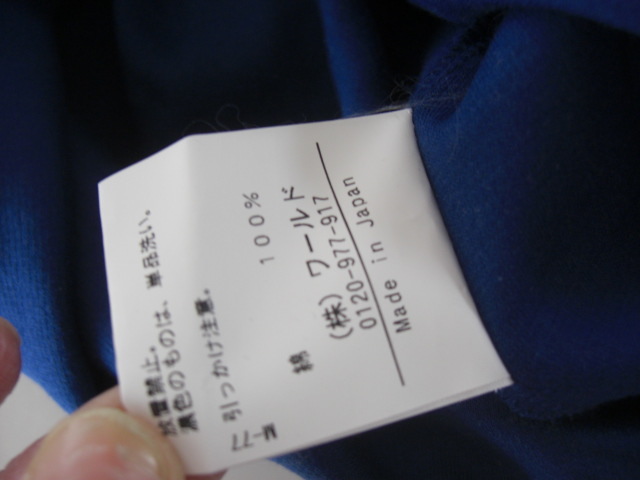 放置禁止。
濃色のものは、単品洗い。
引っかけ注意。
綿 100%
(株) ワールド
0120-977-917
Made in Japan